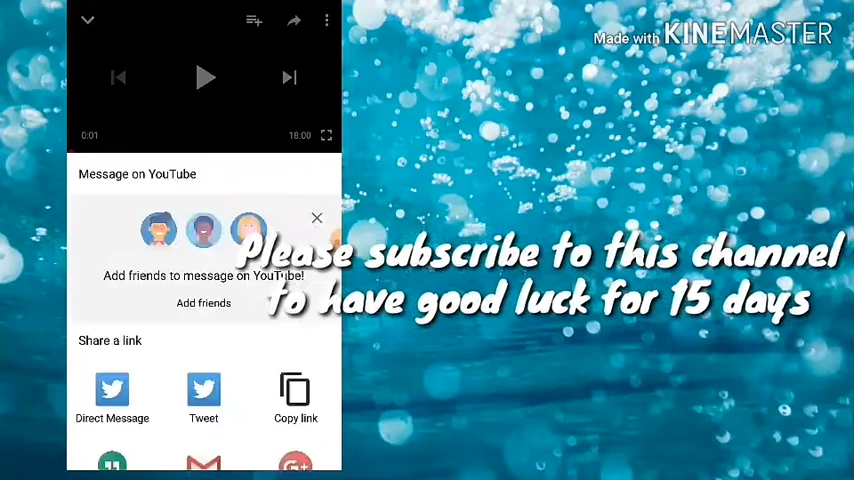 Made with KINEMASTER
0:01
18:00
Message on YouTube
Add friends to message on YouTube!
Add friends
Please subscribe to this channel
to have good luck for 15 days
Share a link
Direct Message
Tweet
Copy link
G+